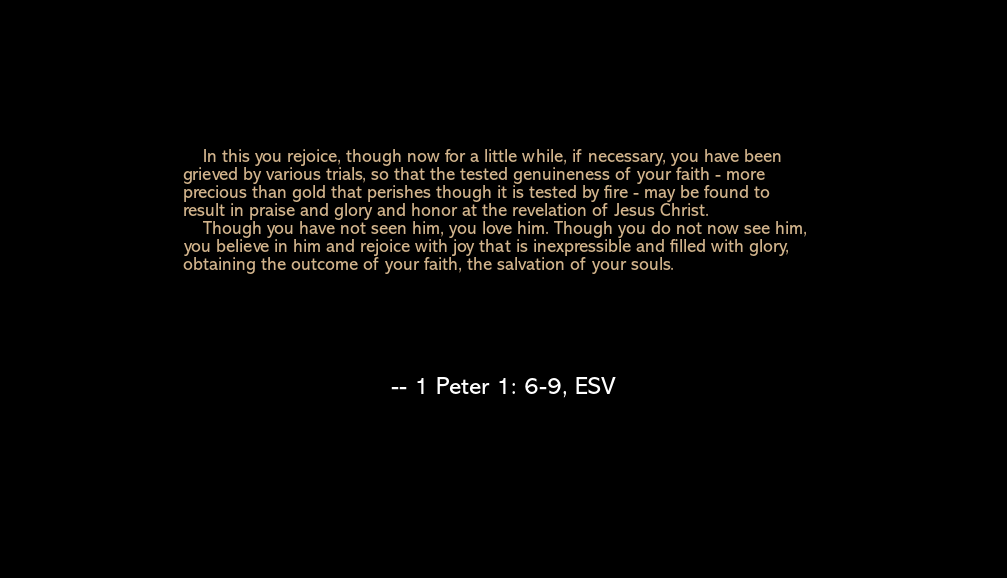 In this you rejoice, though now for a little while, if necessary, you have been
grieved by various trials, so that the tested genuineness of your faith - more
precious than gold that perishes though it is tested by fire - may be found to
result in praise and glory and honor at the revelation of Jesus Christ.
Though you have not seen him, you love him. Though you do not now see him,
you believe in him and rejoice with joy that is inexpressible and filled with glory,
obtaining the outcome of your faith, the salvation of your souls.
-- 1 Peter 1: 6-9, ESV